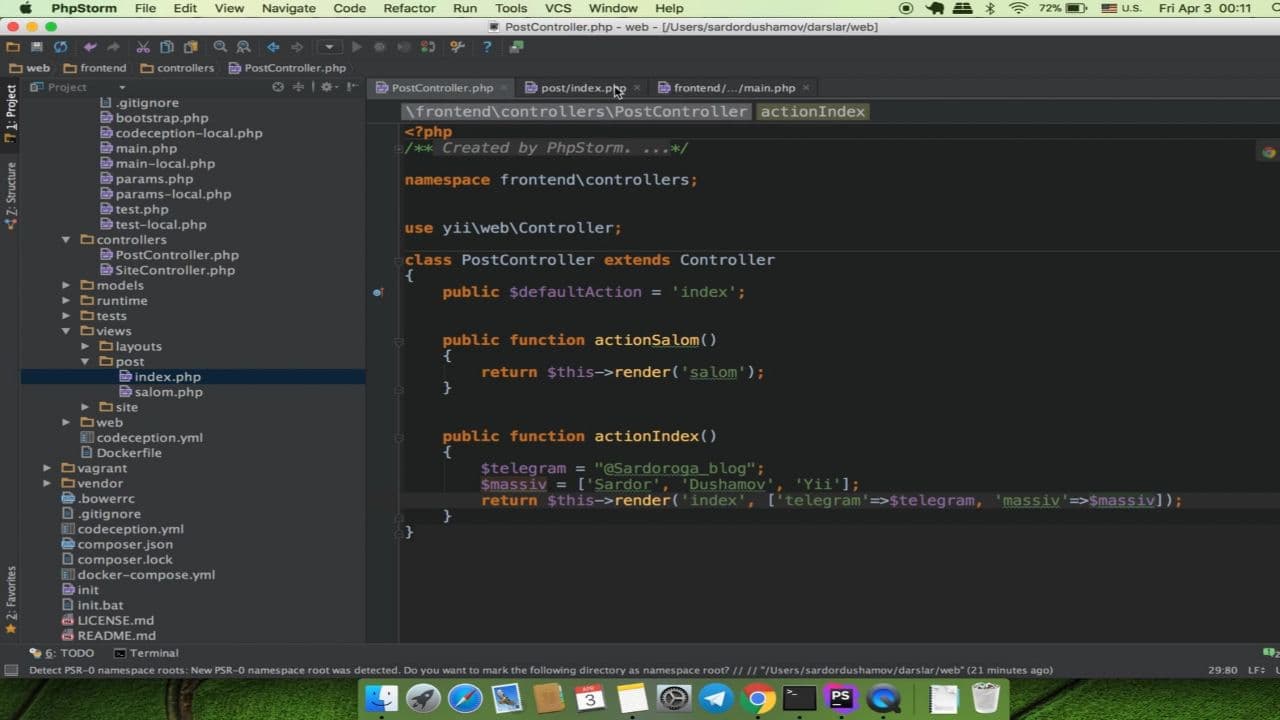 PhpStorm File Edit View Navigate Code Refactor Run Tools VCS Window Help 72% U.S. Fri Apr 3 00:11
PostController.php - web - [/Users/sardordushamov/darslar/web]
web frontend controllers PostController.php
Project PostController.php post/index.php frontend/.../main.php
1: Project
Z: Structure
2: Favorites
.gitignore
bootstrap.php
codeception-local.php
main.php
main-local.php
params.php
params-local.php
test.php
test-local.php
controllers
PostController.php
SiteController.php
models
runtime
tests
views
layouts
post
index.php
salom.php
site
web
codeception.yml
Dockerfile
vagrant
vendor
.bowerrc
.gitignore
codeception.yml
composer.json
composer.lock
docker-compose.yml
init
init.bat
LICENSE.md
README.md
\frontend\controllers\PostController actionIndex
<?php
/** Created by PhpStorm. ...*/
namespace frontend\controllers;
use yii\web\Controller;
class PostController extends Controller
{
public $defaultAction = 'index';
public function actionSalom()
{
return $this->render('salom');
}
public function actionIndex()
{
$telegram = "@Sardoroga_blog";
$massiv = ['Sardor', 'Dushamov', 'Yii'];
return $this->render('index', ['telegram'=>$telegram, 'massiv'=>$massiv]);
}
}
6: TODO Terminal
Detect PSR-0 namespace roots: New PSR-0 namespace root was detected. Do you want to mark the following directory as namespace root? // // "/Users/sardordushamov/darslar/web" (21 minutes ago) 29:80 LF÷
APR
3
PS